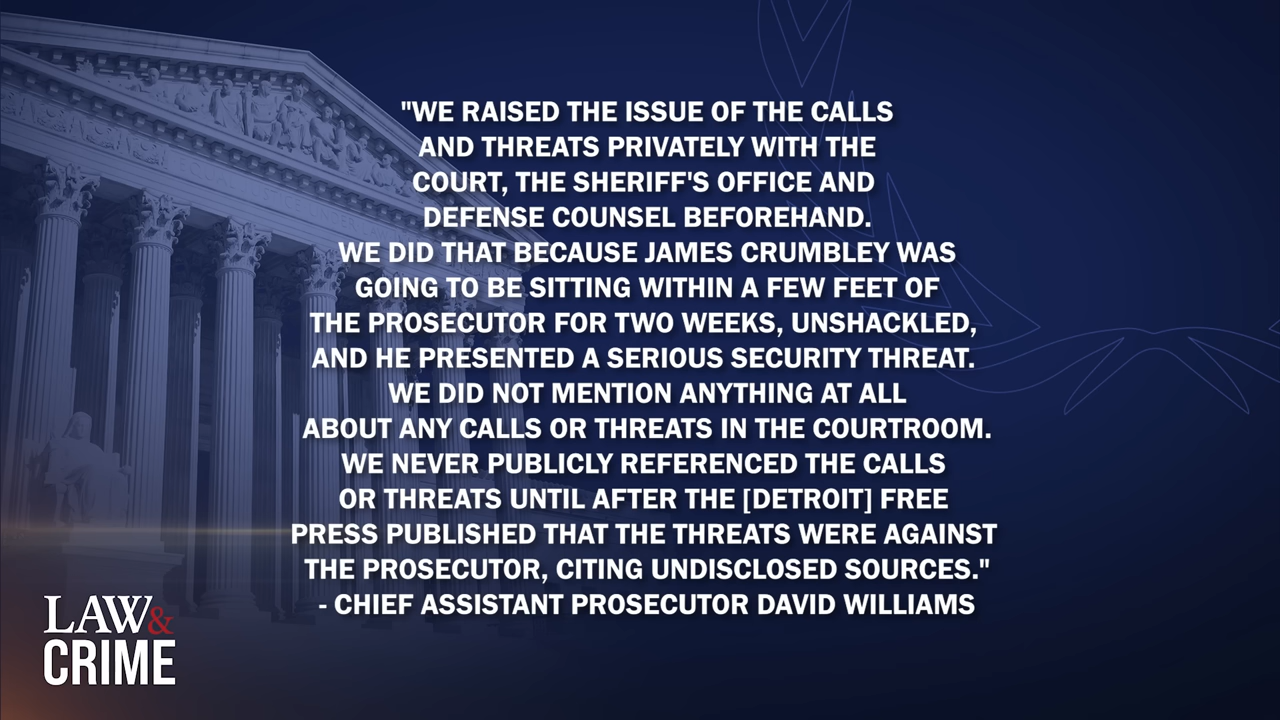 "WE RAISED THE ISSUE OF THE CALLS
AND THREATS PRIVATELY WITH THE
COURT, THE SHERIFF'S OFFICE AND
DEFENSE COUNSEL BEFOREHAND.
WE DID THAT BECAUSE JAMES CRUMBLEY WAS
GOING TO BE SITTING WITHIN A FEW FEET OF
THE PROSECUTOR FOR TWO WEEKS, UNSHACKLED,
AND HE PRESENTED A SERIOUS SECURITY THREAT.
WE DID NOT MENTION ANYTHING AT ALL
ABOUT ANY CALLS OR THREATS IN THE COURTROOM.
WE NEVER PUBLICLY REFERENCED THE CALLS
OR THREATS UNTIL AFTER THE [DETROIT] FREE
PRESS PUBLISHED THAT THE THREATS WERE AGAINST
THE PROSECUTOR, CITING UNDISCLOSED SOURCES."
- CHIEF ASSISTANT PROSECUTOR DAVID WILLIAMS
LAW&
CRIME